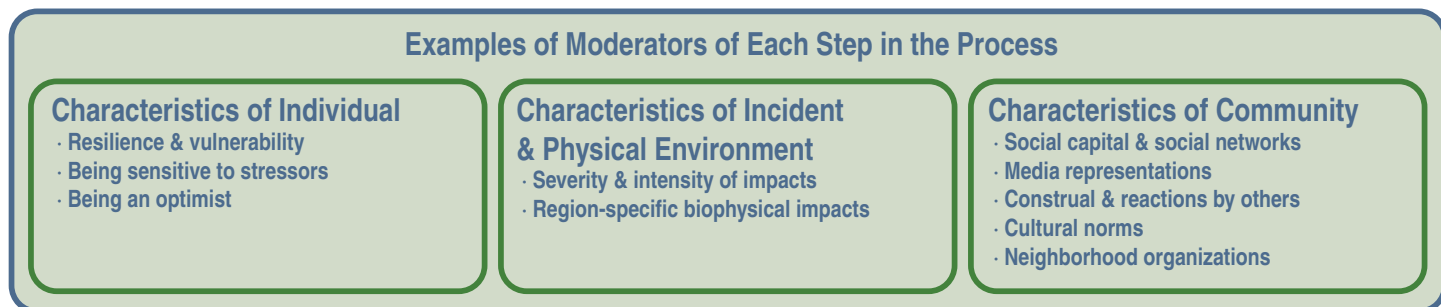 Examples of Moderators of Each Step in the Process
Characteristics of Individual
· Resilience & vulnerability
· Being sensitive to stressors
· Being an optimist
Characteristics of Incident
& Physical Environment
· Severity & intensity of impacts
· Region-specific biophysical impacts
Characteristics of Community
· Social capital & social networks
· Media representations
· Construal & reactions by others
· Cultural norms
· Neighborhood organizations